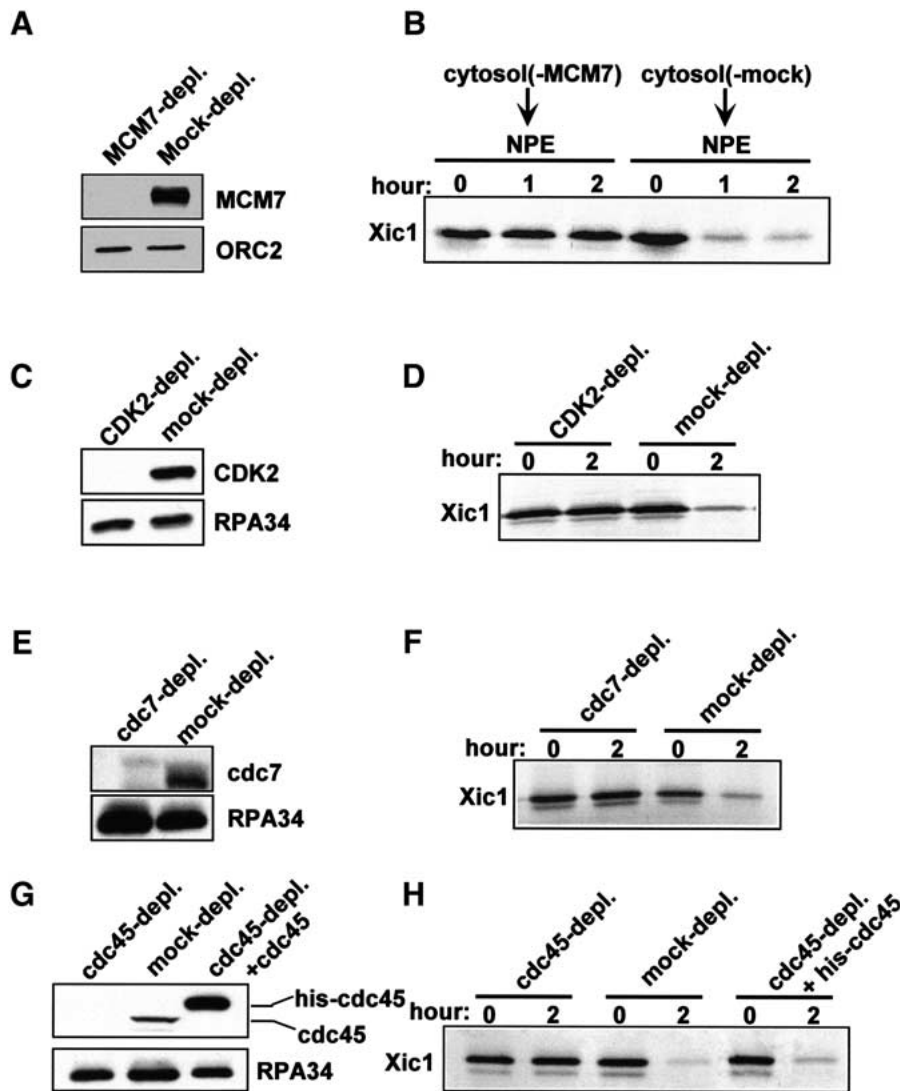 A
MCM7-depl.
Mock-depl.
MCM7
ORC2
B
cytosol(-MCM7) cytosol(-mock)
NPE NPE
hour: 0 1 2 0 1 2
Xic1
C
CDK2-depl.
mock-depl.
CDK2
RPA34
D
CDK2-depl.
mock-depl.
hour: 0 2 0 2
Xic1
E
cdc7-depl.
mock-depl.
cdc7
RPA34
F
cdc7-depl.
mock-depl.
hour: 0 2 0 2
Xic1
G
cdc45-depl.
mock-depl.
cdc45-depl.
+cdc45
his-cdc45
cdc45
RPA34
H
cdc45-depl.
mock-depl.
cdc45-depl.
+ his-cdc45
hour: 0 2 0 2 0 2
Xic1